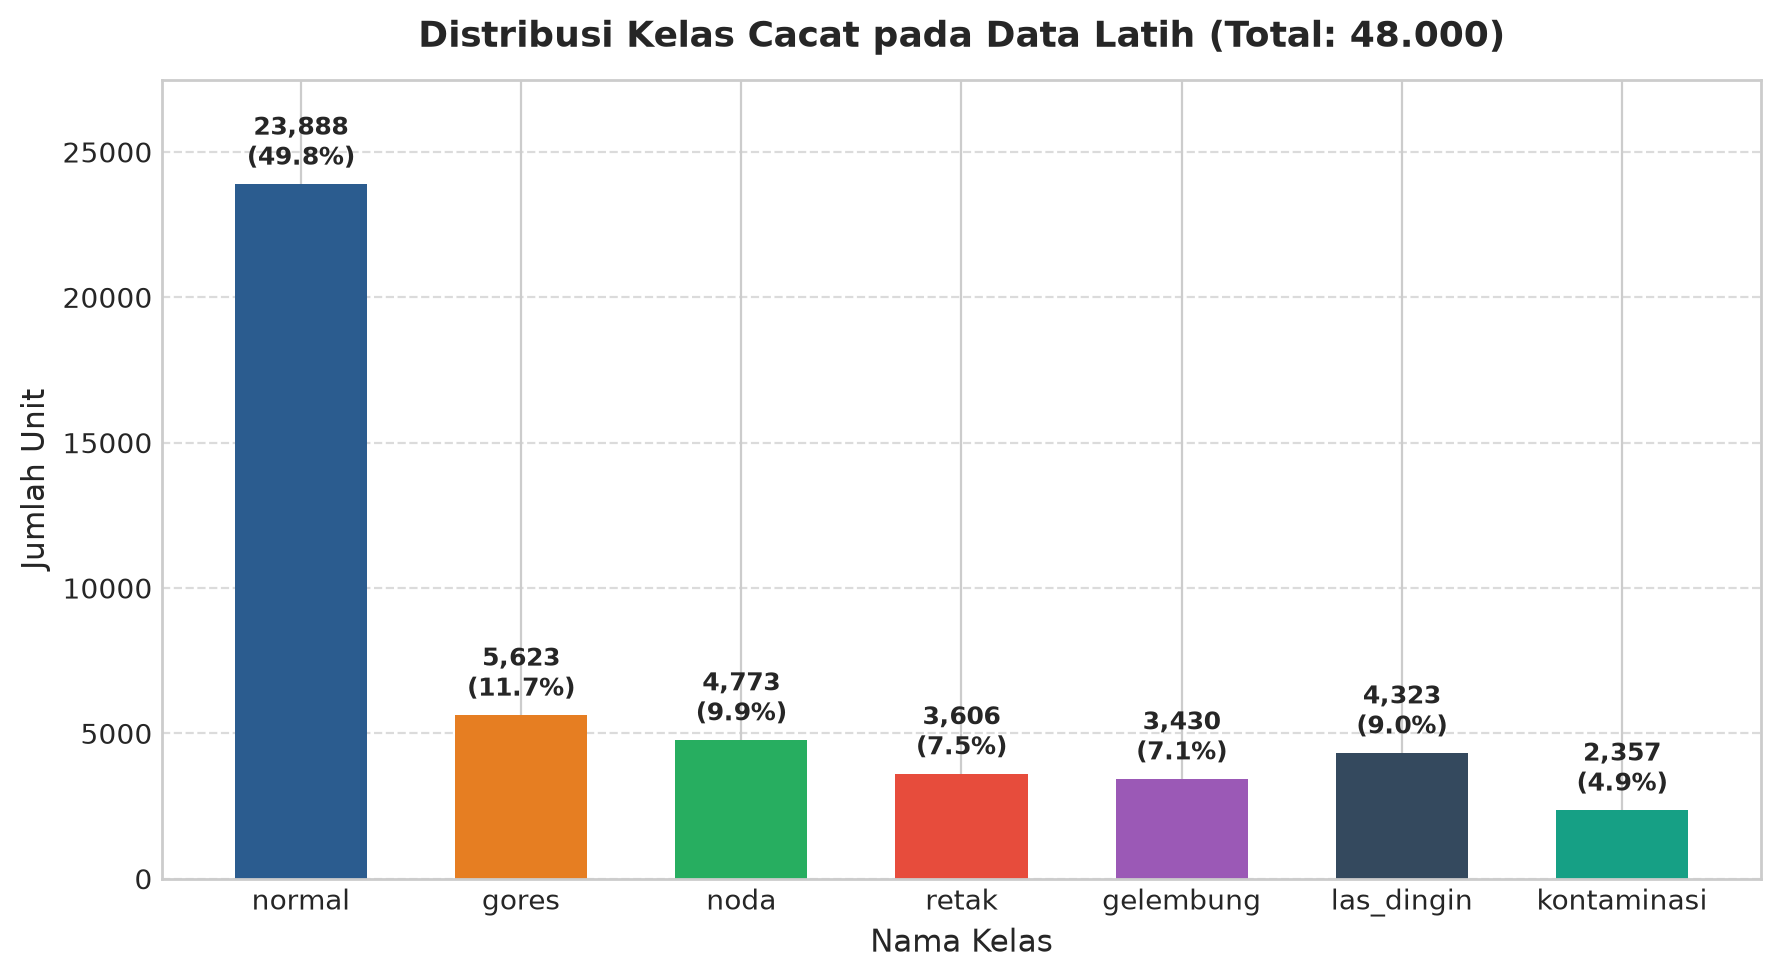 Distribusi Kelas Cacat pada Data Latih (Total: 48.000)
Jumlah Unit
25000
20000
15000
10000
5000
0
23,888
(49.8%)
5,623
(11.7%)
4,773
(9.9%)
3,606
(7.5%)
3,430
(7.1%)
4,323
(9.0%)
2,357
(4.9%)
normal
gores
noda
retak
gelembung
las_dingin
kontaminasi
Nama Kelas